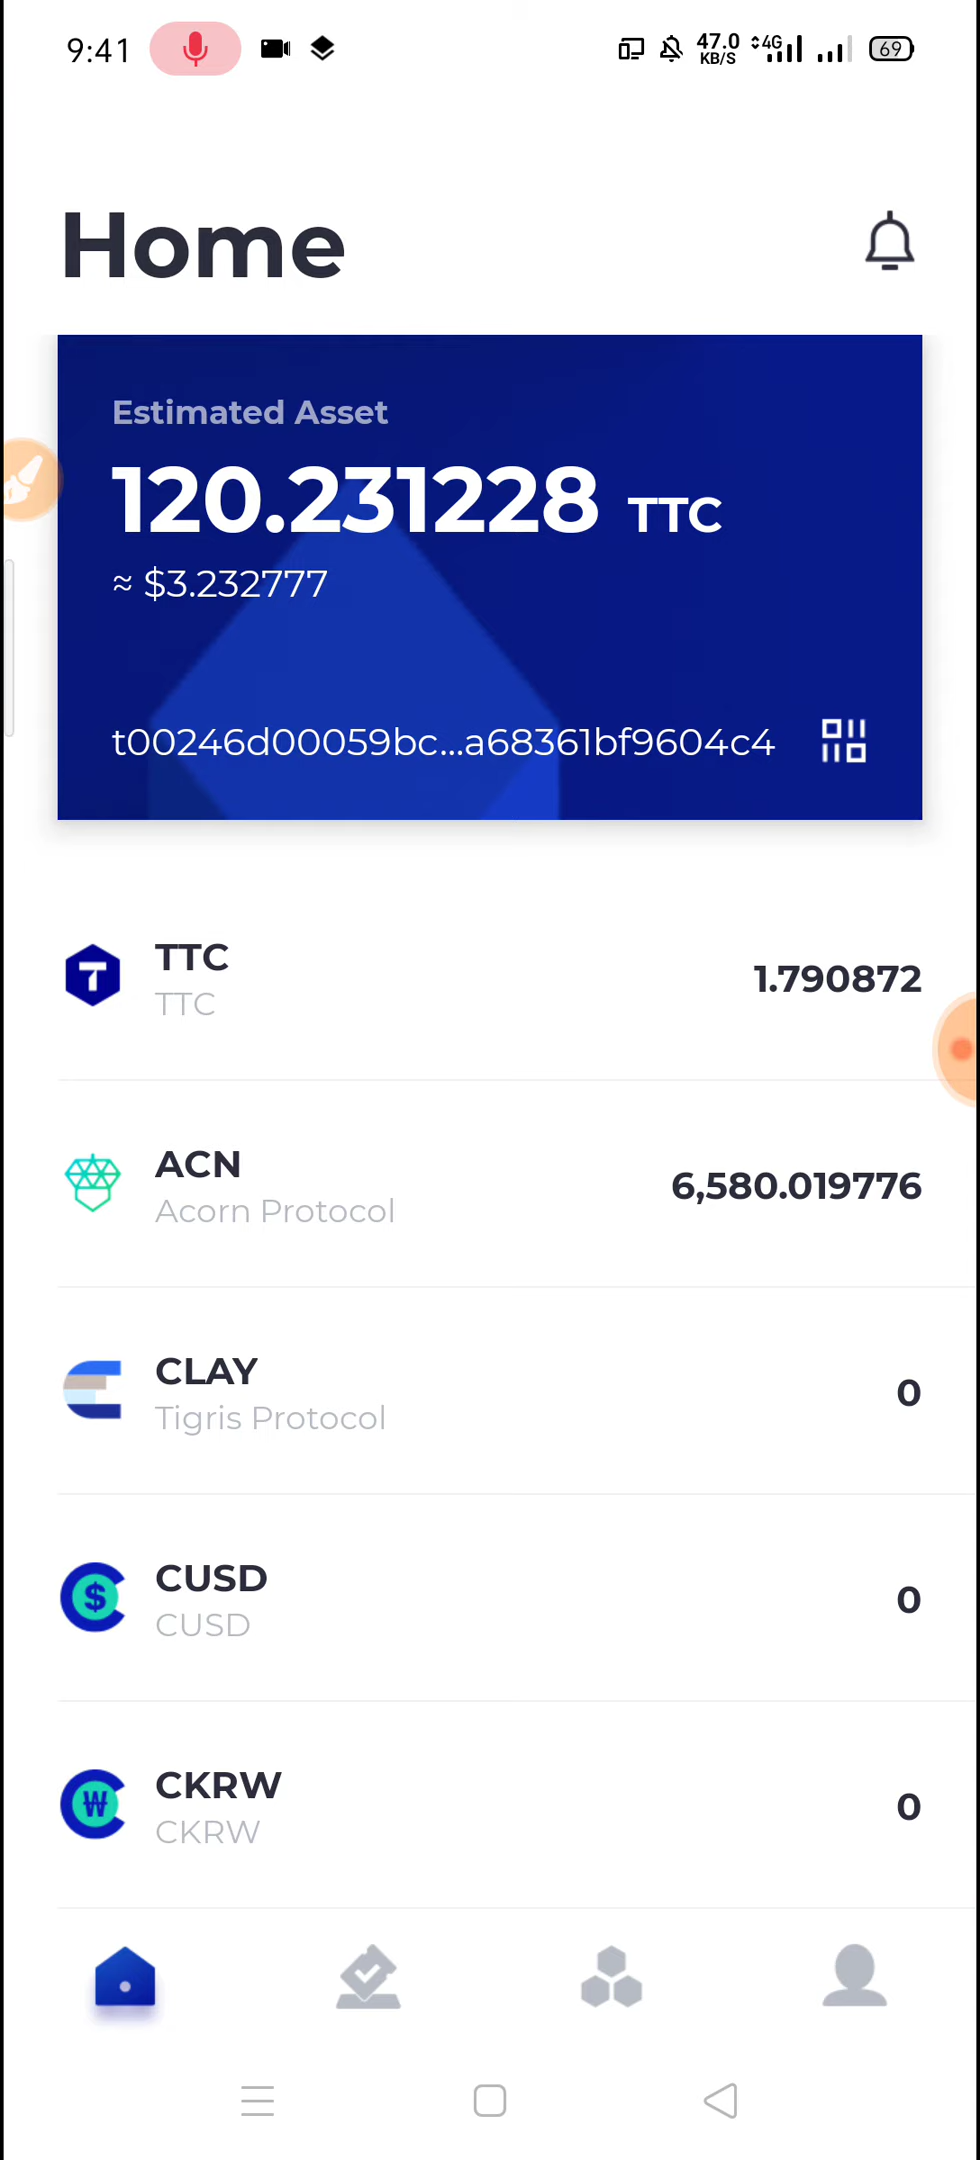 9:41
47.0
KB/S
4G
69
Home
Estimated Asset
120.231228 TTC
≈ $3.232777
t00246d00059bc...a68361bf9604c4
TTC
TTC
1.790872
ACN
Acorn Protocol
6,580.019776
CLAY
Tigris Protocol
0
CUSD
CUSD
0
CKRW
CKRW
0